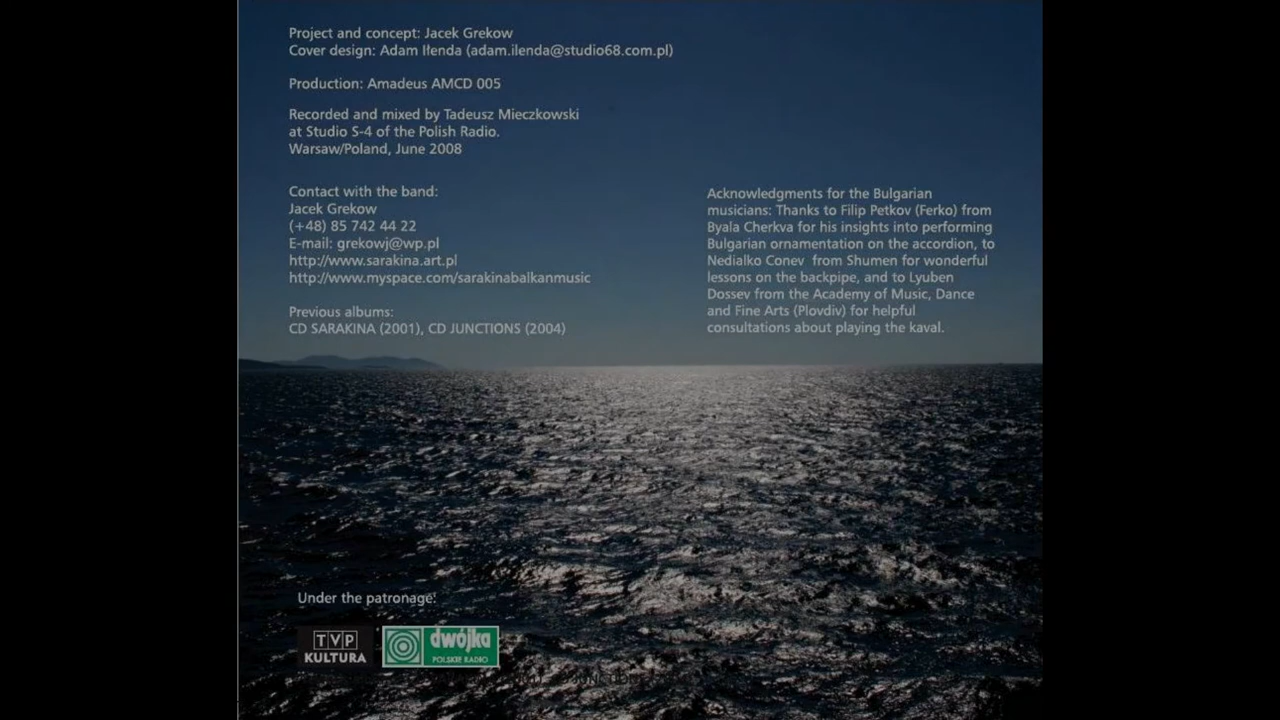 Project and concept: Jacek Grekow
Cover design: Adam Iłenda (adam.ilenda@studio68.com.pl)
Production: Amadeus AMCD 005
Recorded and mixed by Tadeusz Mieczkowski
at Studio S-4 of the Polish Radio.
Warsaw/Poland, June 2008
Contact with the band:
Jacek Grekow
(+48) 85 742 44 22
E-mail: grekowj@wp.pl
http://www.sarakina.art.pl
http://www.myspace.com/sarakinabalkanmusic
Previous albums:
CD SARAKINA (2001), CD JUNCTIONS (2004)
Acknowledgments for the Bulgarian
musicians: Thanks to Filip Petkov (Ferko) from
Byala Cherkva for his insights into performing
Bulgarian ornamentation on the accordion, to
Nedialko Conev from Shumen for wonderful
lessons on the backpipe, and to Lyuben
Dossev from the Academy of Music, Dance
and Fine Arts (Plovdiv) for helpful
consultations about playing the kaval.
Under the patronage:
TVP
KULTURA
dwójka
POLSKIE RADIO